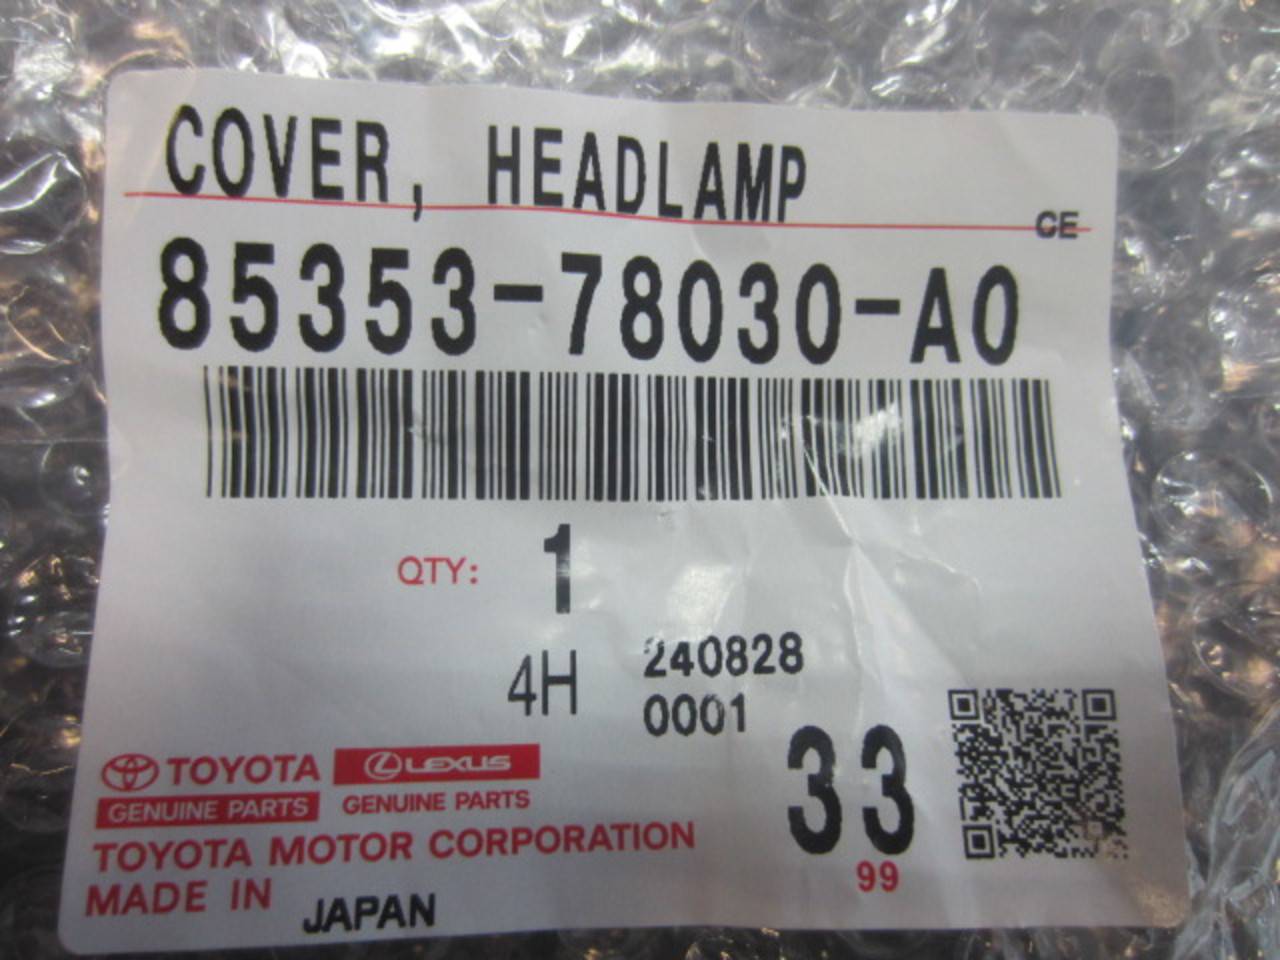 COVER, HEADLAMP
CE
85353-78030-A0
QTY: 1
4H 240828
0001
33
99
TOYOTA LEXUS
GENUINE PARTS GENUINE PARTS
TOYOTA MOTOR CORPORATION
MADE IN JAPAN